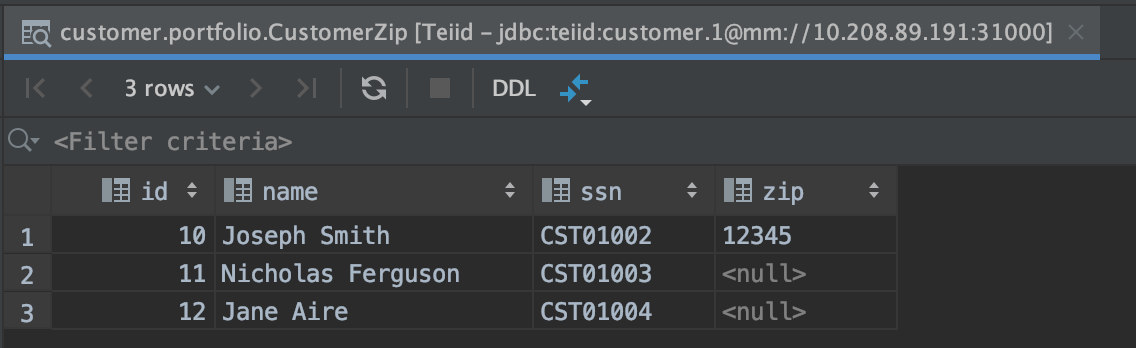 customer.portfolio.CustomerZip [Teiid – jdbc:teiid:customer.1@mm://10.208.89.191:31000]
3 rows DDL
<Filter criteria>
id name ssn zip
1 10 Joseph Smith CST01002 12345
2 11 Nicholas Ferguson CST01003 <null>
3 12 Jane Aire CST01004 <null>